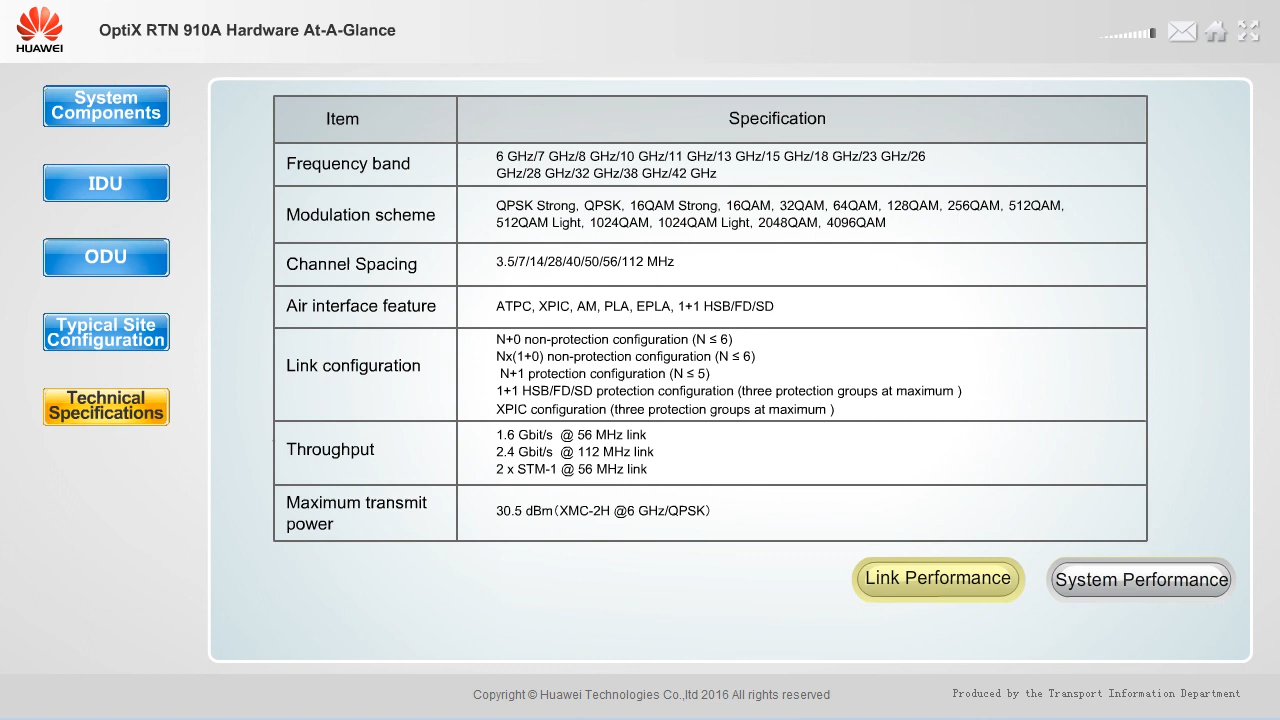 HUAWEI
OptiX RTN 910A Hardware At-A-Glance
System
Components
IDU
ODU
Typical Site
Configuration
Technical
Specifications
Item
Specification
Frequency band
6 GHz/7 GHz/8 GHz/10 GHz/11 GHz/13 GHz/15 GHz/18 GHz/23 GHz/26
GHz/28 GHz/32 GHz/38 GHz/42 GHz
Modulation scheme
QPSK Strong, QPSK, 16QAM Strong, 16QAM, 32QAM, 64QAM, 128QAM, 256QAM, 512QAM,
512QAM Light, 1024QAM, 1024QAM Light, 2048QAM, 4096QAM
Channel Spacing
3.5/7/14/28/40/50/56/112 MHz
Air interface feature
ATPC, XPIC, AM, PLA, EPLA, 1+1 HSB/FD/SD
Link configuration
N+0 non-protection configuration (N ≤ 6)
Nx(1+0) non-protection configuration (N ≤ 6)
N+1 protection configuration (N ≤ 5)
1+1 HSB/FD/SD protection configuration (three protection groups at maximum )
XPIC configuration (three protection groups at maximum )
Throughput
1.6 Gbit/s @ 56 MHz link
2.4 Gbit/s @ 112 MHz link
2 x STM-1 @ 56 MHz link
Maximum transmit
power
30.5 dBm（XMC-2H @6 GHz/QPSK）
Link Performance
System Performance
Copyright © Huawei Technologies Co.,ltd 2016 All rights reserved
Produced by the Transport Information Department